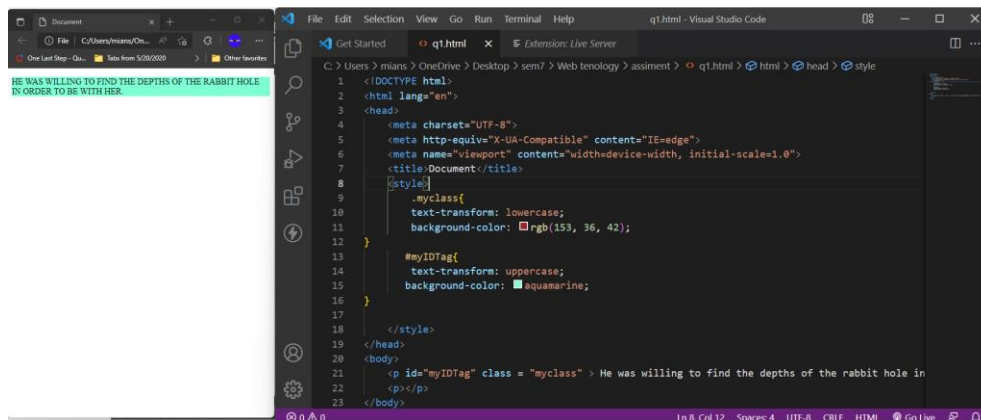 Document
File C:/Users/mians/On...
One Last Step - Qu... Tabs from 5/20/2020 Other favorites
HE WAS WILLING TO FIND THE DEPTHS OF THE RABBIT HOLE
IN ORDER TO BE WITH HER.
File Edit Selection View Go Run Terminal Help q1.html - Visual Studio Code
Get Started q1.html Extension: Live Server
C: > Users > mians > OneDrive > Desktop > sem7 > Web tenology > assiment > q1.html > html > head > style
1 <!DOCTYPE html>
2 <html lang="en">
3 <head>
4 <meta charset="UTF-8">
5 <meta http-equiv="X-UA-Compatible" content="IE=edge">
6 <meta name="viewport" content="width=device-width, initial-scale=1.0">
7 <title>Document</title>
8 <style>
9 .myclass{
10 text-transform: lowercase;
11 background-color: rgb(153, 36, 42);
12 }
13 #myIDTag{
14 text-transform: uppercase;
15 background-color: aquamarine;
16 }
17
18 </style>
19 </head>
20 <body>
21 <p id="myIDTag" class = "myclass" > He was willing to find the depths of the rabbit hole in
22 <p></p>
23 </body>
0 0 Ln 8, Col 12 Spaces: 4 UTF-8 CRLF HTML Go Live